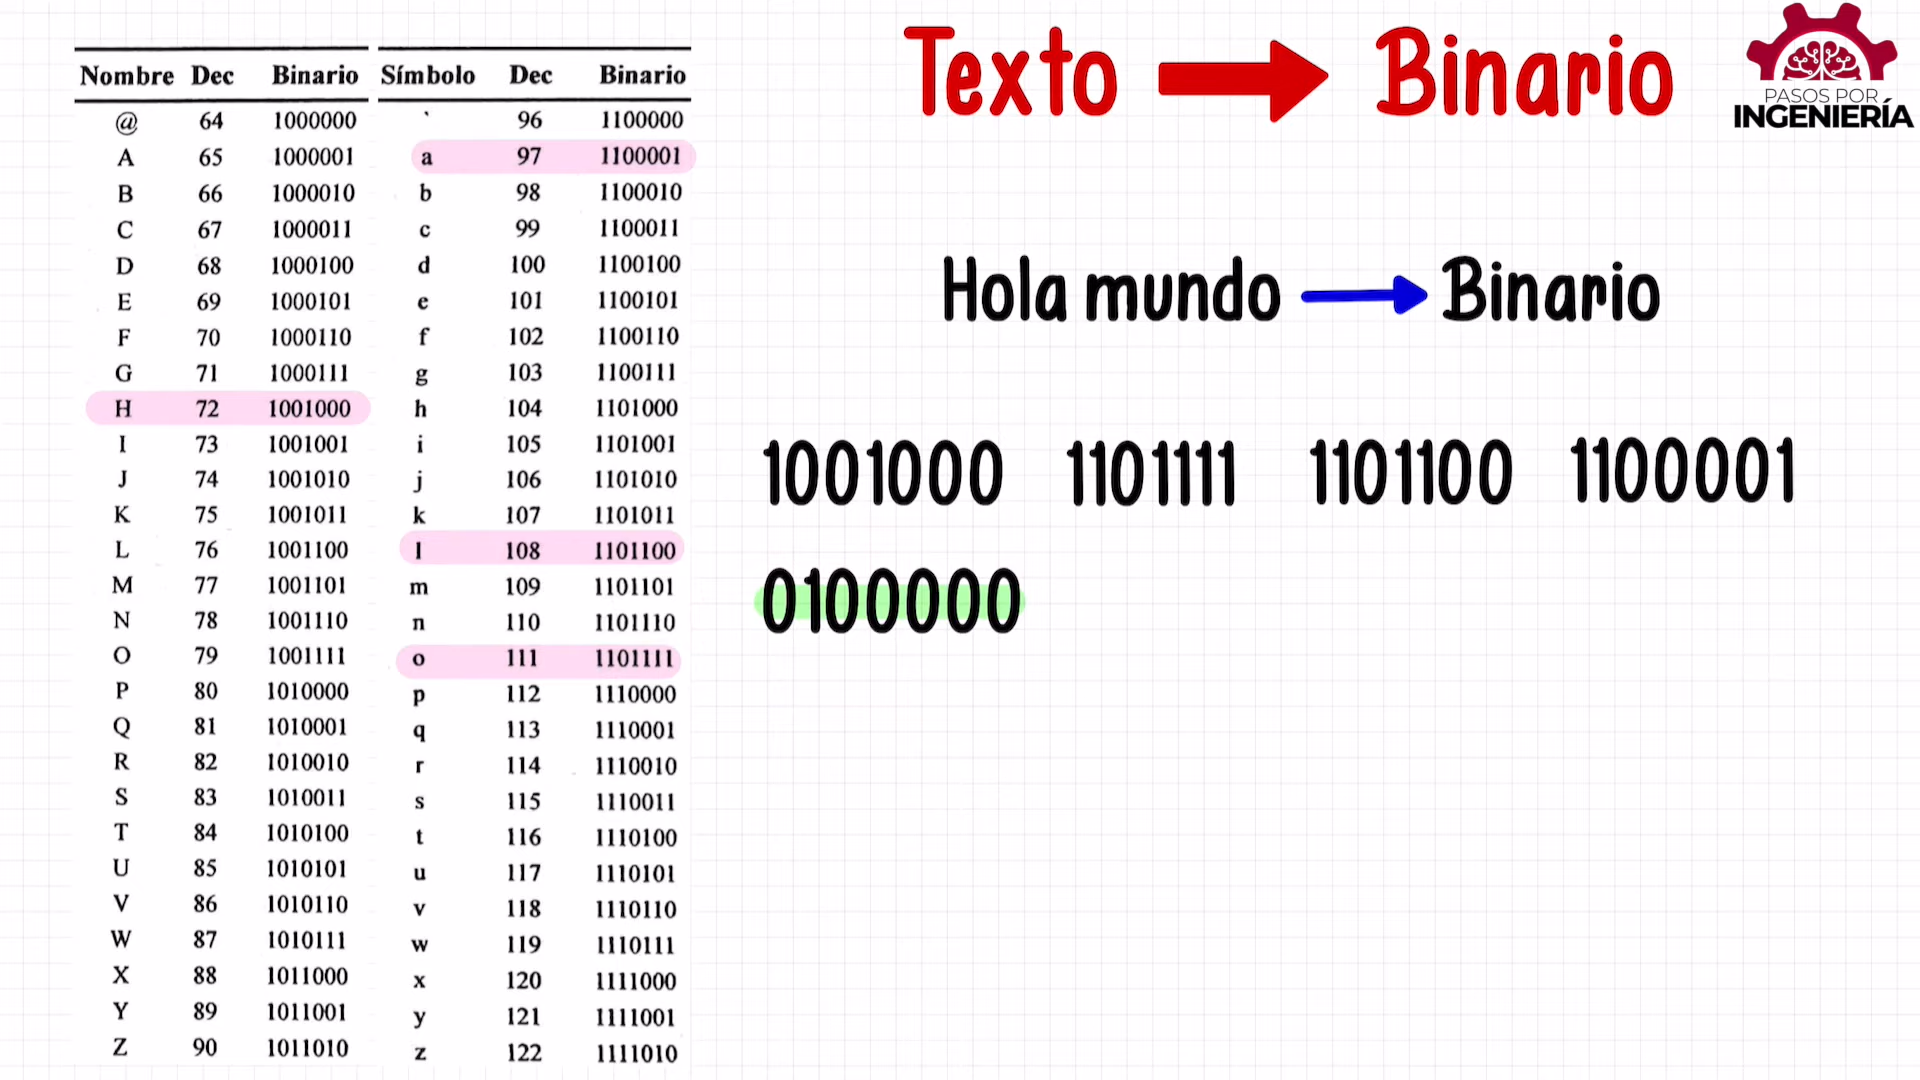 Texto Binario
PASOS POR
INGENIERÍA
Nombre Dec Binario Símbolo Dec Binario
@ 64 1000000 ` 96 1100000
A 65 1000001 a 97 1100001
B 66 1000010 b 98 1100010
C 67 1000011 c 99 1100011
D 68 1000100 d 100 1100100
E 69 1000101 e 101 1100101
F 70 1000110 f 102 1100110
G 71 1000111 g 103 1100111
H 72 1001000 h 104 1101000
I 73 1001001 i 105 1101001
J 74 1001010 j 106 1101010
K 75 1001011 k 107 1101011
L 76 1001100 l 108 1101100
M 77 1001101 m 109 1101101
N 78 1001110 n 110 1101110
O 79 1001111 o 111 1101111
P 80 1010000 p 112 1110000
Q 81 1010001 q 113 1110001
R 82 1010010 r 114 1110010
S 83 1010011 s 115 1110011
T 84 1010100 t 116 1110100
U 85 1010101 u 117 1110101
V 86 1010110 v 118 1110110
W 87 1010111 w 119 1110111
X 88 1011000 x 120 1111000
Y 89 1011001 y 121 1111001
Z 90 1011010 z 122 1111010
Hola mundo Binario
1001000 1101111 1101100 1100001
0100000